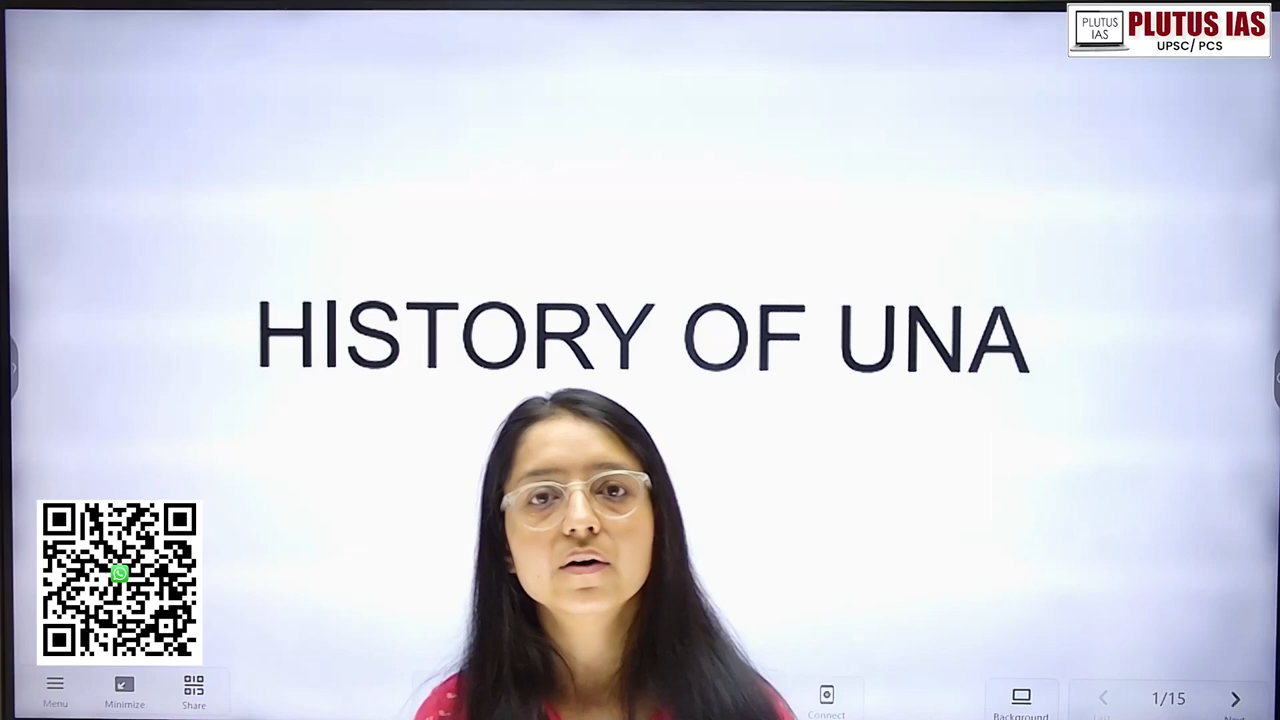 PLUTUS
IAS
PLUTUS IAS
UPSC/ PCS
HISTORY OF UNA
Menu
Minimize
Share
Connect
Background
1/15